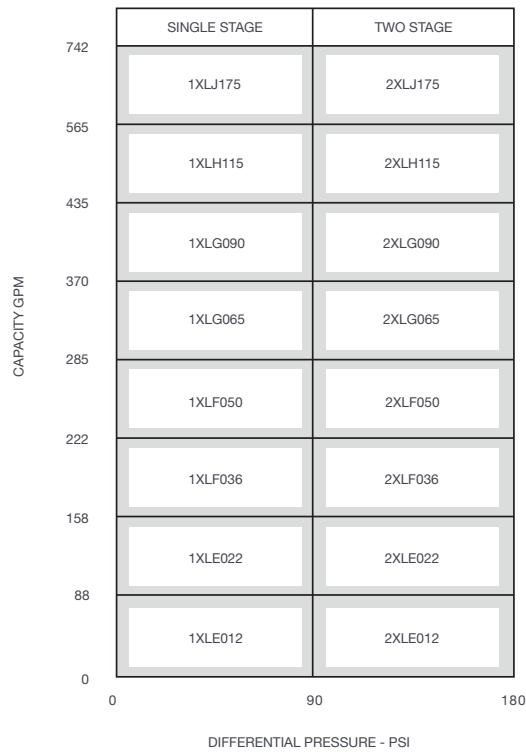 SINGLE STAGE TWO STAGE
742
1XLJ175 2XLJ175
565
1XLH115 2XLH115
435
1XLG090 2XLG090
370
CAPACITY GPM
1XLG065 2XLG065
285
1XLF050 2XLF050
222
1XLF036 2XLF036
158
1XLE022 2XLE022
88
1XLE012 2XLE012
0
0 90 180
DIFFERENTIAL PRESSURE - PSI